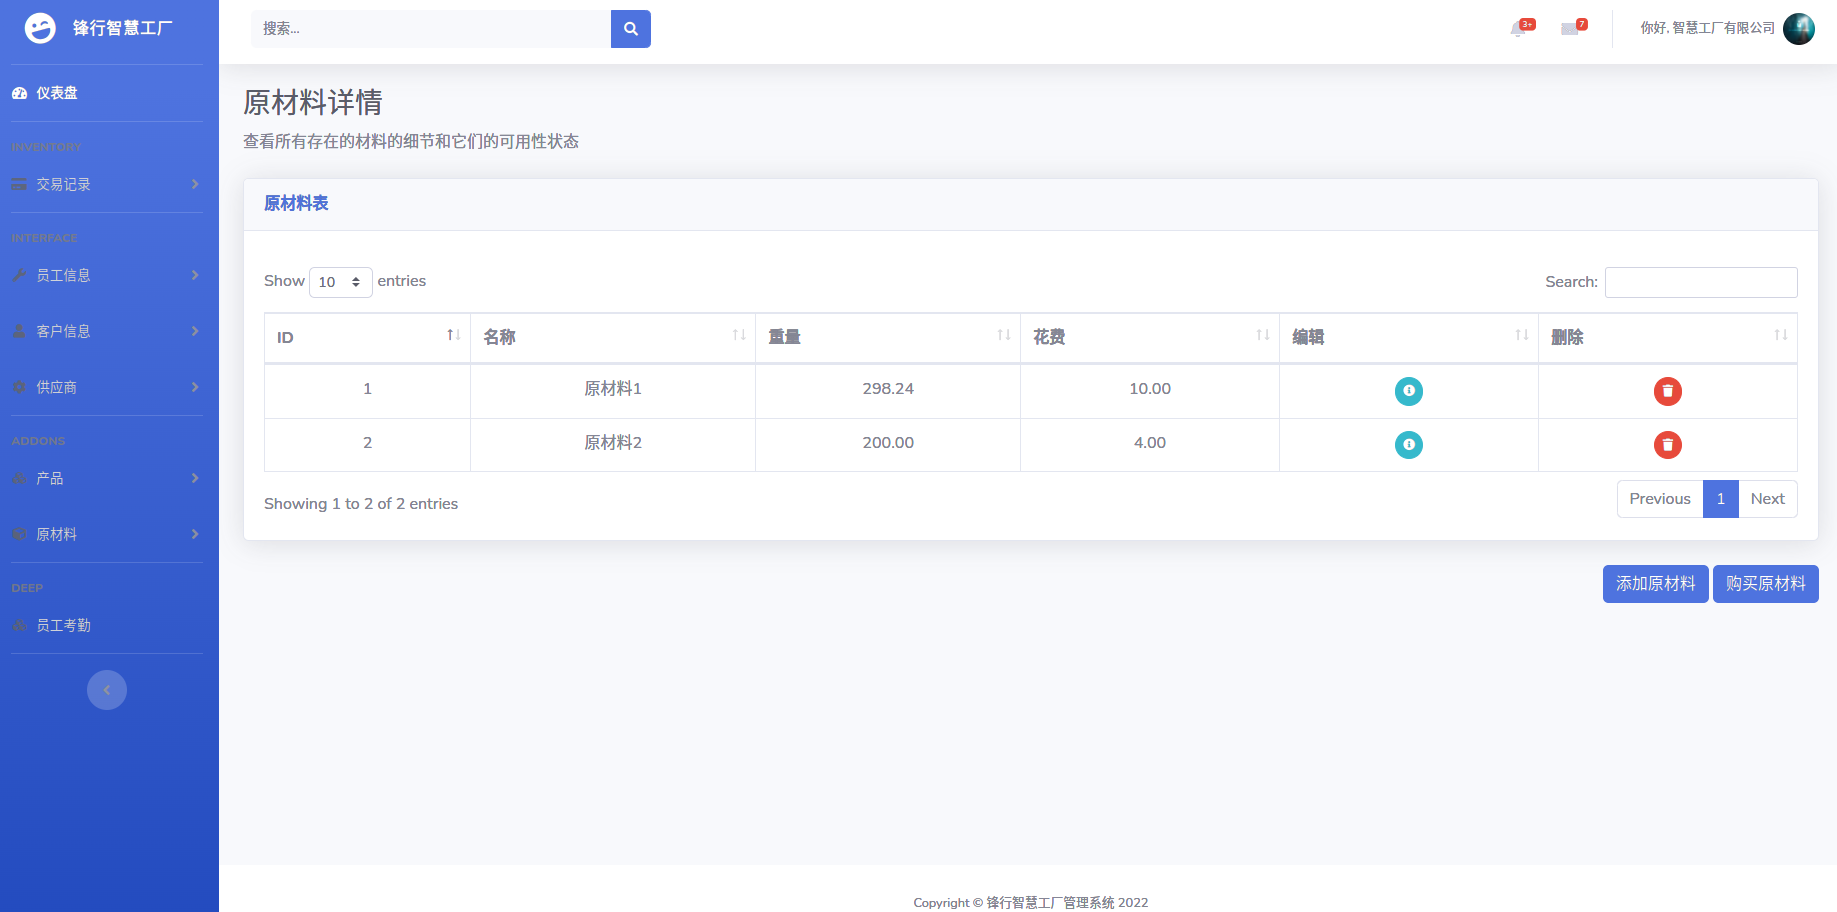 锋行智慧工厂
搜索...
3+
7
你好, 智慧工厂有限公司
仪表盘
INVENTORY
交易记录
INTERFACE
员工信息
客户信息
供应商
ADDONS
产品
原材料
DEEP
员工考勤
原材料详情
查看所有存在的材料的细节和它们的可用性状态
原材料表
Show 10 entries
Search:
ID 名称 重量 花费 编辑 删除
1 原材料1 298.24 10.00
2 原材料2 200.00 4.00
Showing 1 to 2 of 2 entries
Previous 1 Next
添加原材料 购买原材料
Copyright © 锋行智慧工厂管理系统 2022